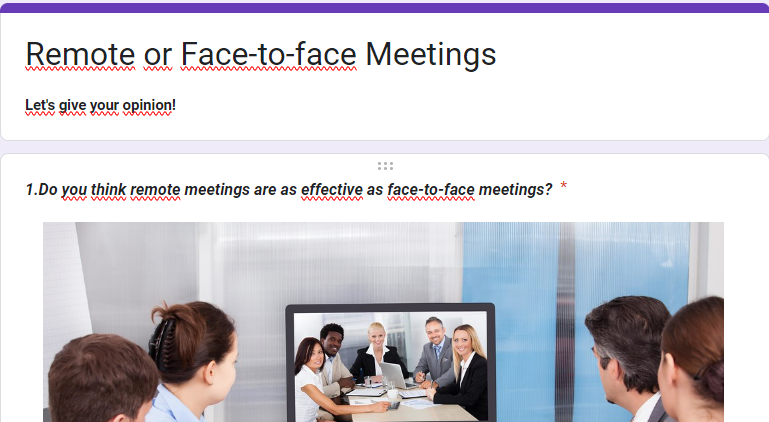 Remote or Face-to-face Meetings
Let's give your opinion!
1.Do you think remote meetings are as effective as face-to-face meetings? *